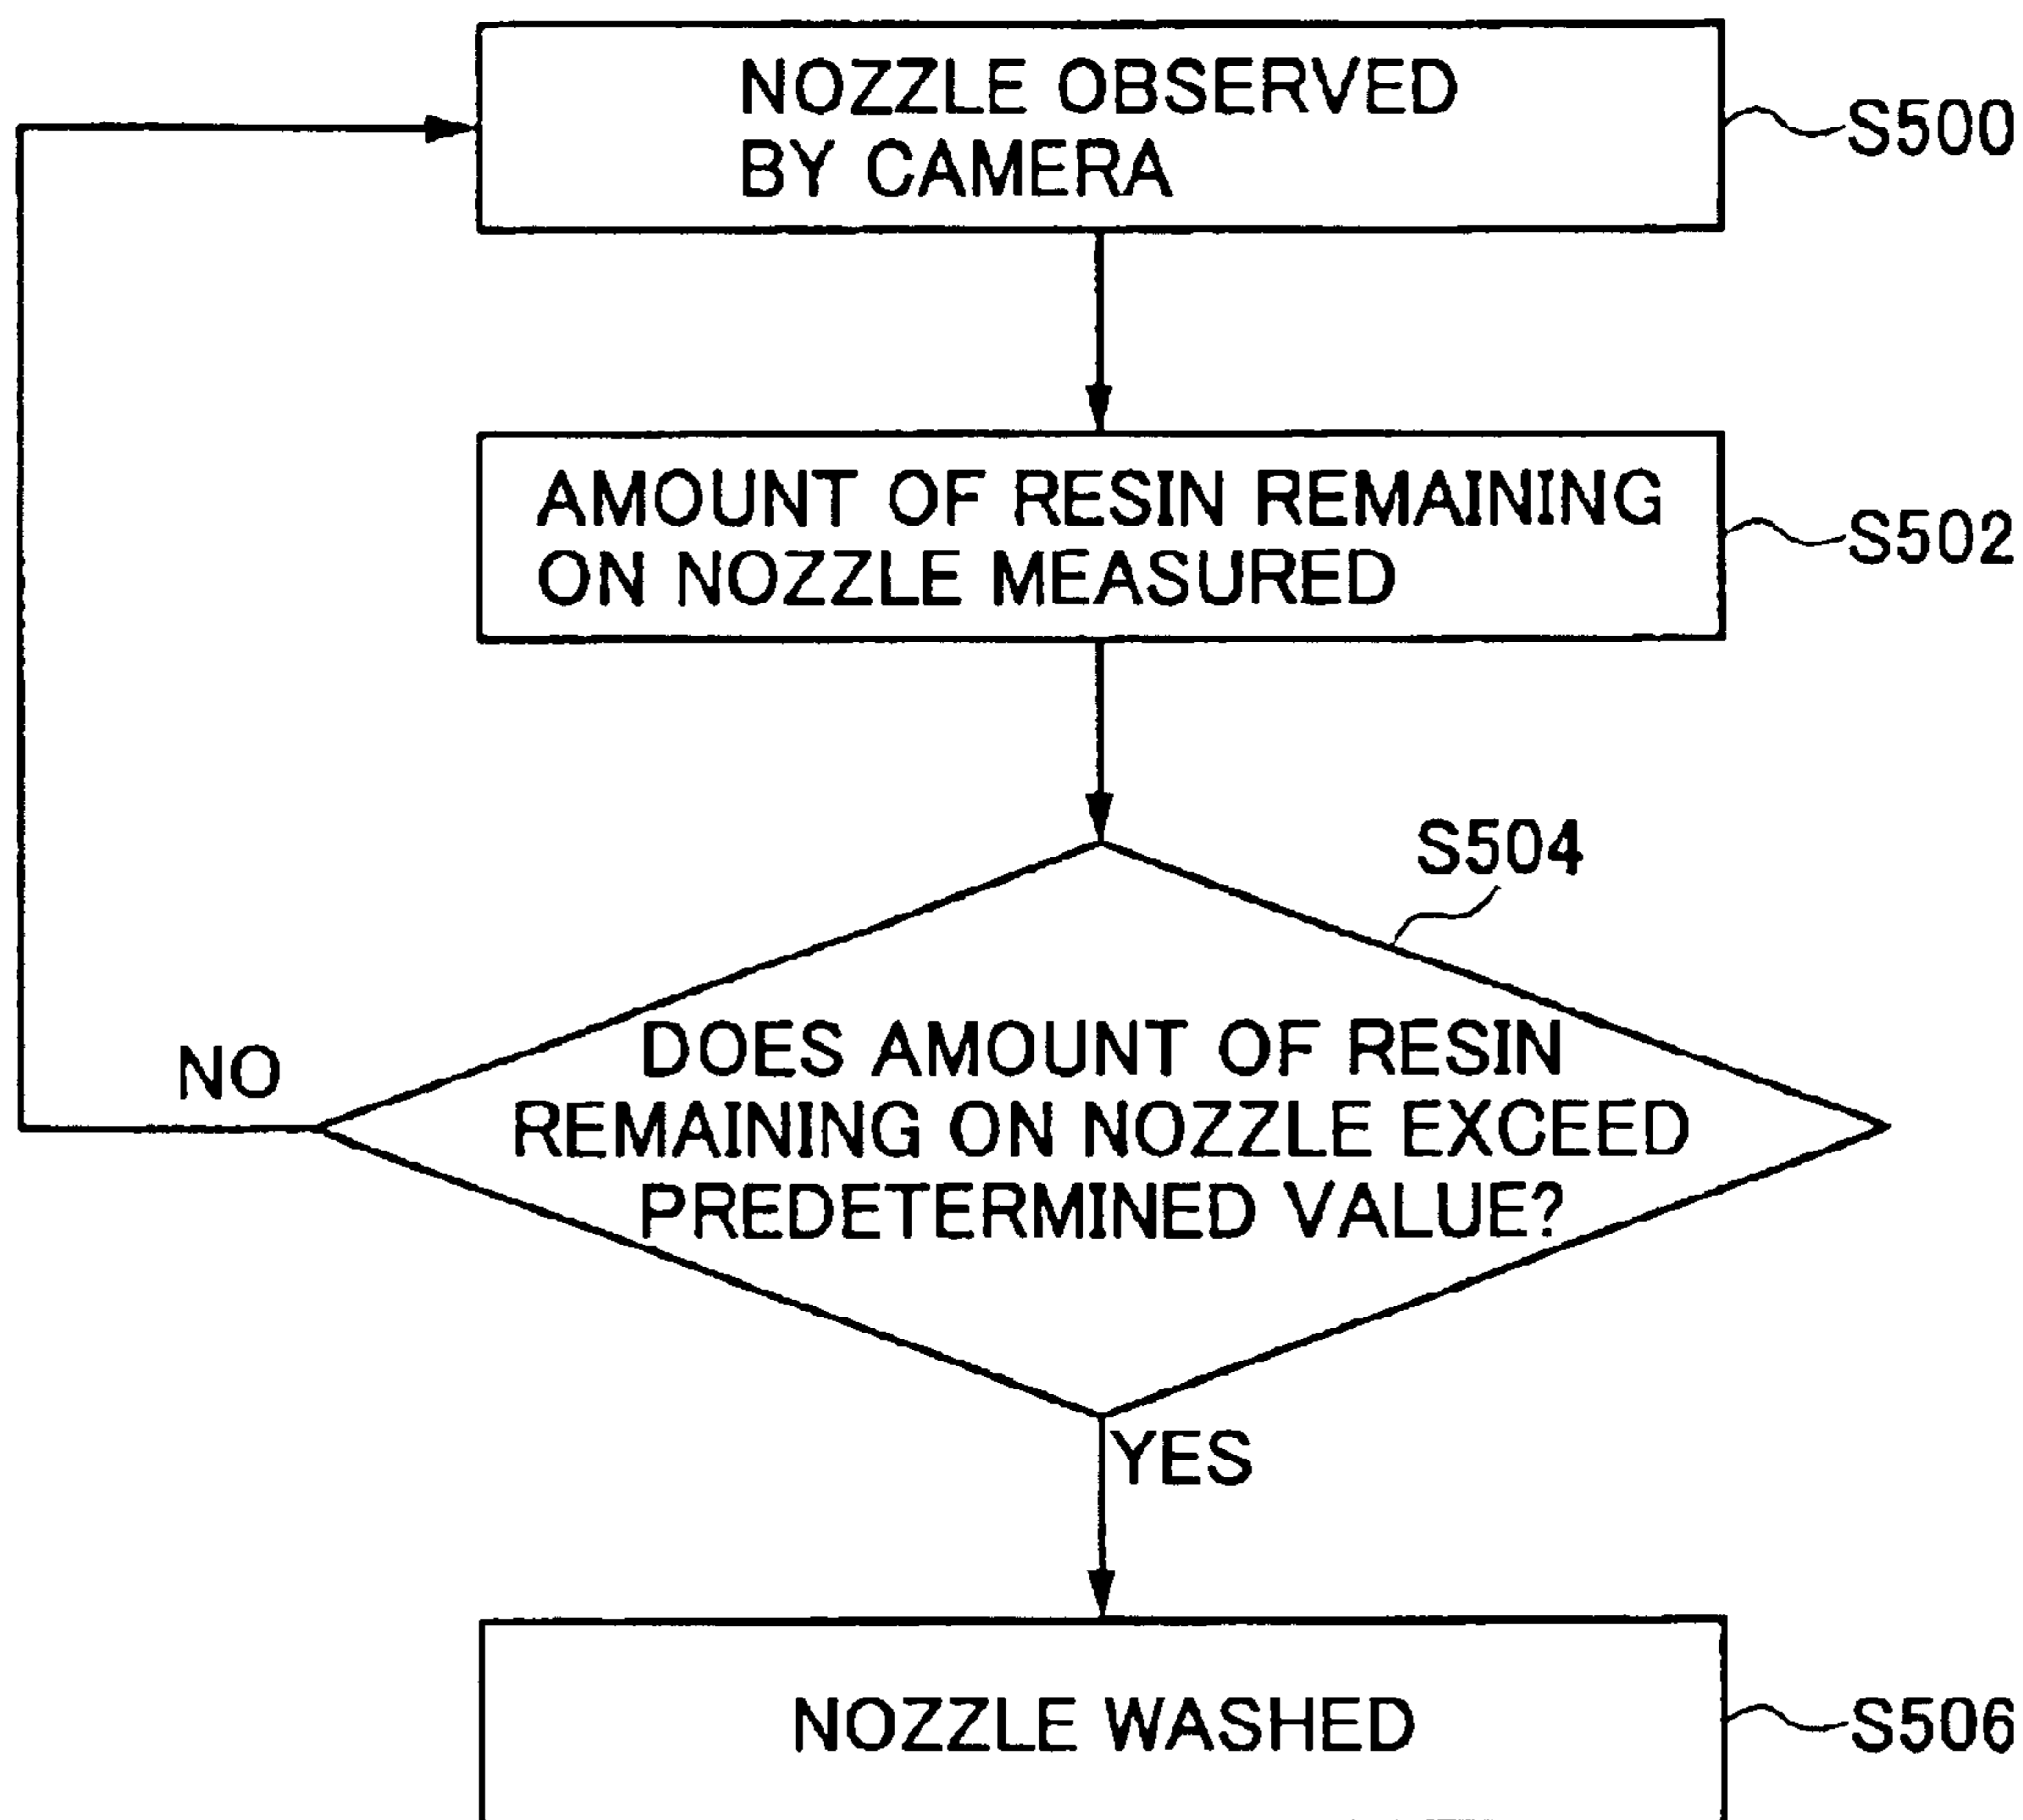 NOZZLE OBSERVED
BY CAMERA
S500
AMOUNT OF RESIN REMAINING
ON NOZZLE MEASURED
S502
S504
DOES AMOUNT OF RESIN
REMAINING ON NOZZLE EXCEED
PREDETERMINED VALUE?
NO
YES
NOZZLE WASHED
S506